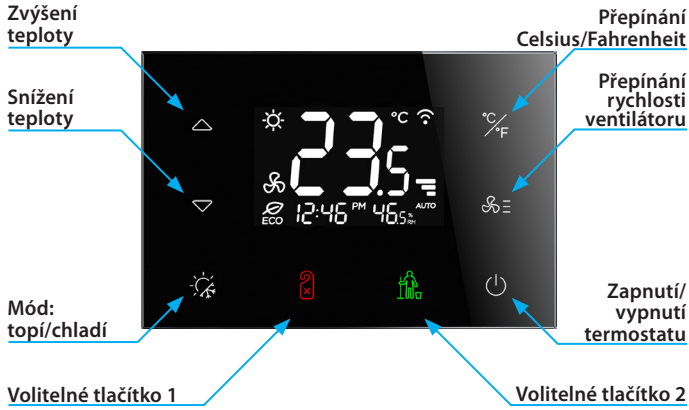 Zvýšení
teploty
Přepínání
Celsius/Fahrenheit
Snížení
teploty
Přepínání
rychlosti
ventilátoru
°C
23.5
ECO
12:46 PM
46.5 %
RH
AUTO
°C/°F
Mód:
topí/chladí
Zapnutí/
vypnutí
termostatu
Volitelné tlačítko 1
Volitelné tlačítko 2